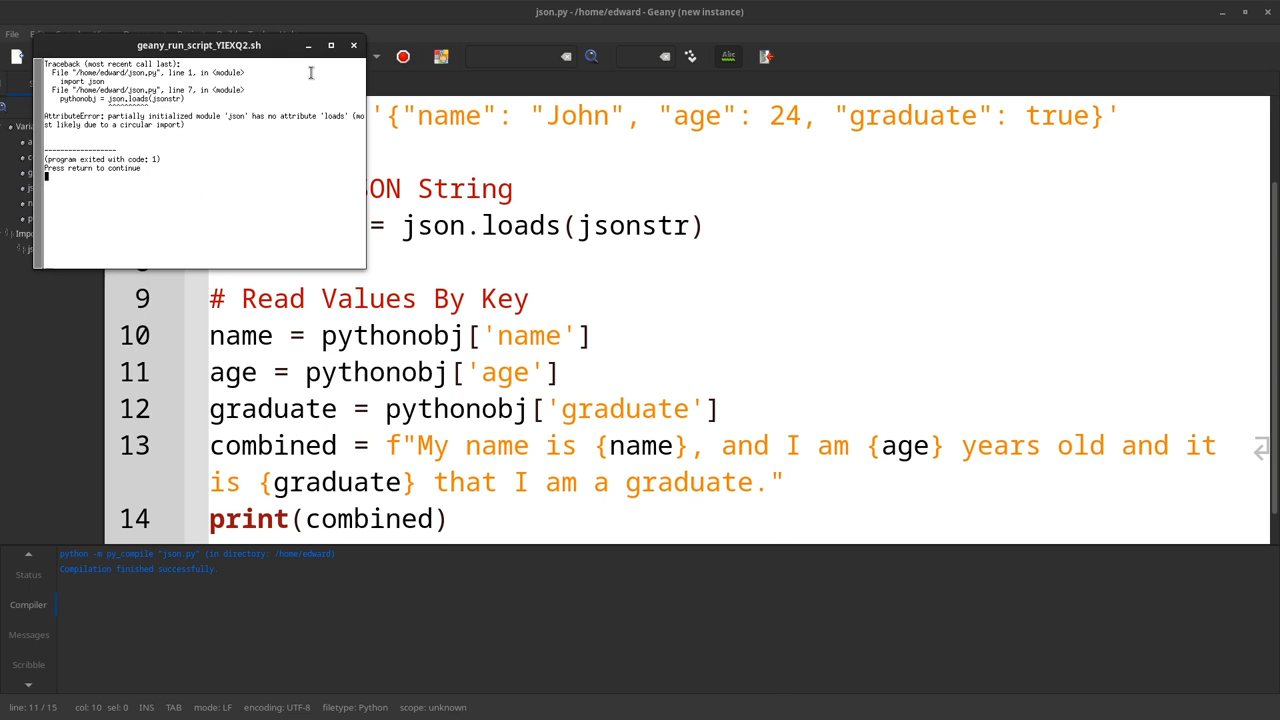 json.py - /home/edward - Geany (new instance)
File
geany_run_script_YIEXQ2.sh
Traceback (most recent call last):
File "/home/edward/json.py", line 1, in <module>
import json
File "/home/edward/json.py", line 7, in <module>
pythonobj = json.loads(jsonstr)
^^^^^^^^^^
AttributeError: partially initialized module 'json' has no attribute 'loads' (mo
st likely due to a circular import)
------------------
(program exited with code: 1)
Press return to continue
Abc
Varia
Impo
'{"name": "John", "age": 24, "graduate": true}'
ON String
= json.loads(jsonstr)
9 # Read Values By Key
10 name = pythonobj['name']
11 age = pythonobj['age']
12 graduate = pythonobj['graduate']
13 combined = f"My name is {name}, and I am {age} years old and it
is {graduate} that I am a graduate."
14 print(combined)
Status
Compiler
Messages
Scribble
python -m py_compile "json.py" (in directory: /home/edward)
Compilation finished successfully.
line: 11 / 15 col: 10 sel: 0 INS TAB mode: LF encoding: UTF-8 filetype: Python scope: unknown